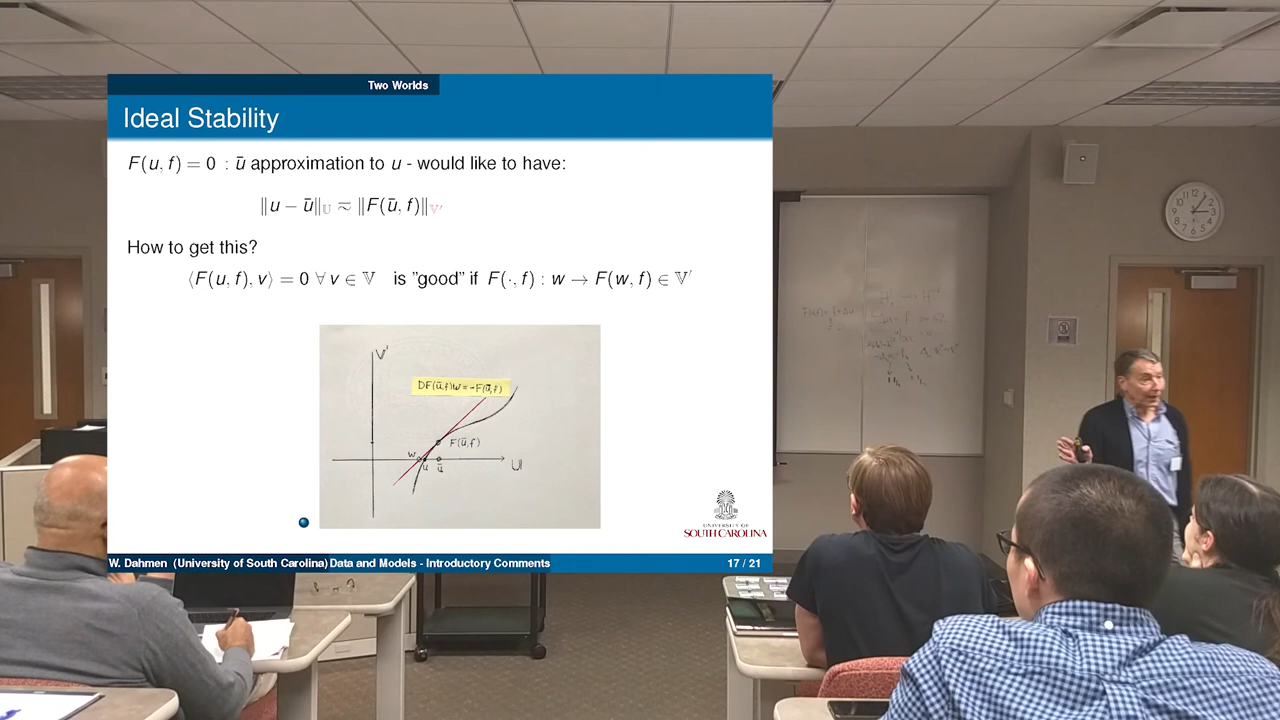 Two Worlds
Ideal Stability
F(u, f) = 0 : ū approximation to u - would like to have:
‖u − ū‖_𝕌 ≂ ‖F(ū, f)‖_𝕍′
How to get this?
⟨F(u, f), v⟩ = 0 ∀ v ∈ 𝕍 is "good" if F(·, f) : w → F(w, f) ∈ 𝕍′
V'
DF(ū,f)w = -F(ū,f)
F(ū,f)
w u ū U
UNIVERSITY OF
SOUTH CAROLINA
W. Dahmen (University of South Carolina) Data and Models - Introductory Comments 17 / 21